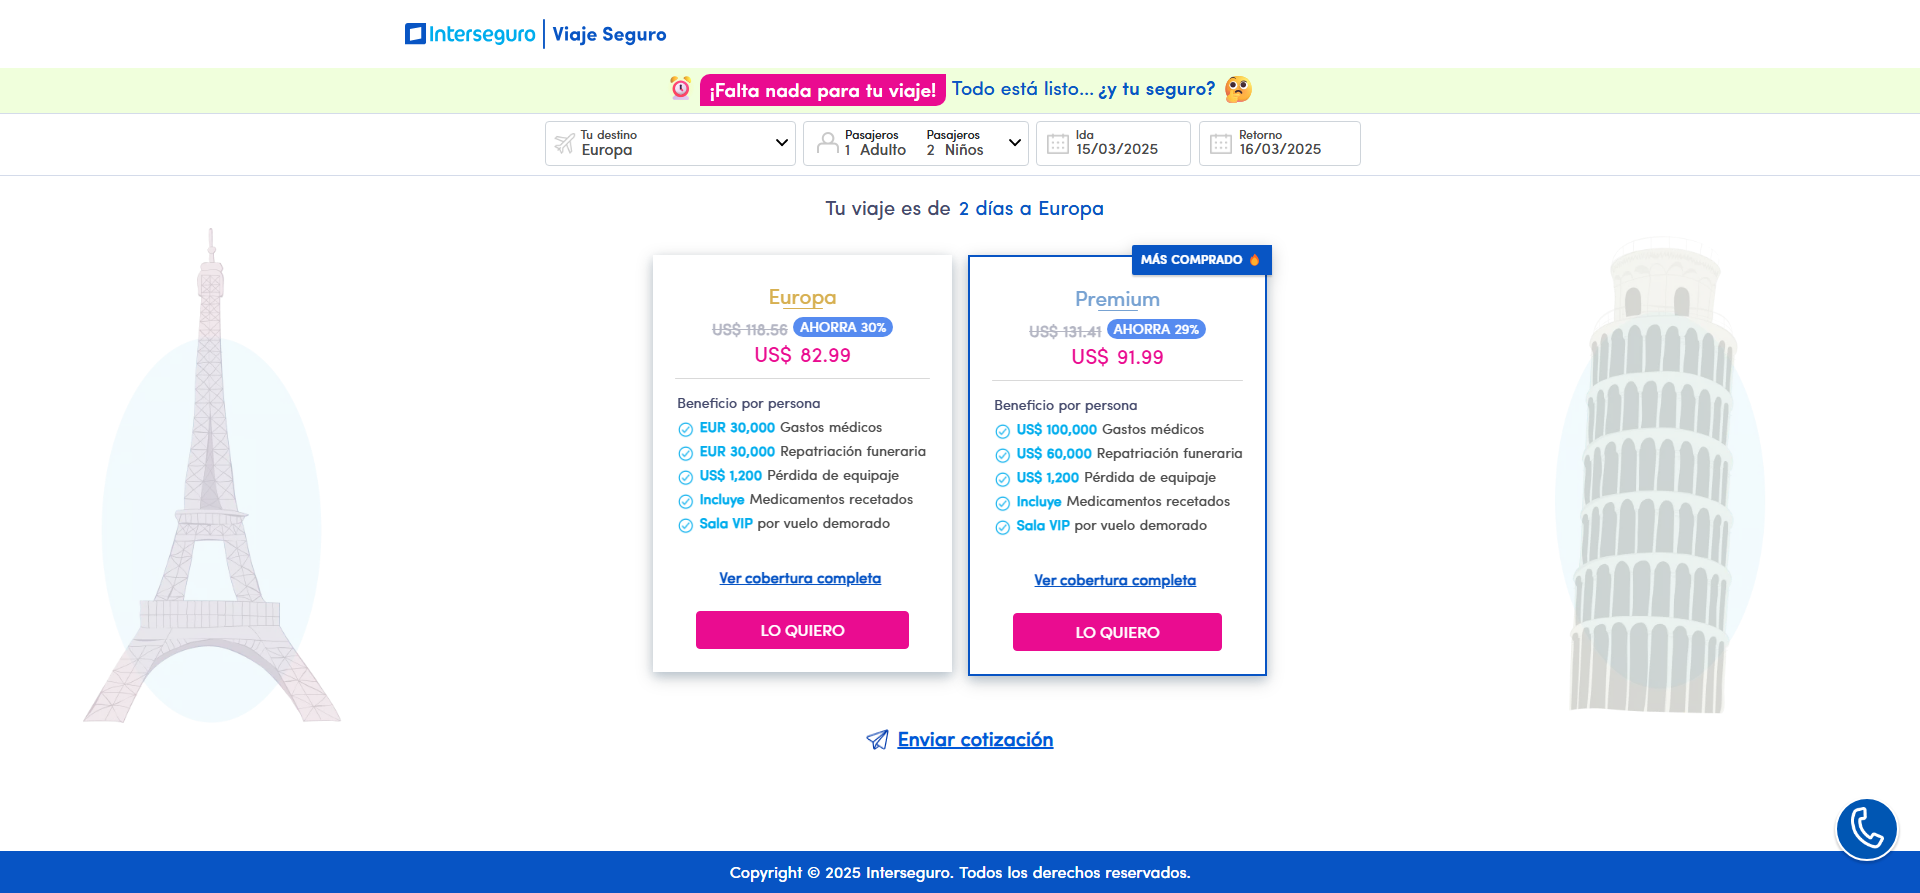 Interseguro | Viaje Seguro
¡Falta nada para tu viaje! Todo está listo... ¿y tu seguro?
Tu destino
Europa
Pasajeros Pasajeros
1 Adulto 2 Niños
Ida
15/03/2025
Retorno
16/03/2025
Tu viaje es de 2 días a Europa
Europa
US$ 118.56 AHORRA 30%
US$ 82.99
Beneficio por persona
EUR 30,000 Gastos médicos
EUR 30,000 Repatriación funeraria
US$ 1,200 Pérdida de equipaje
Incluye Medicamentos recetados
Sala VIP por vuelo demorado
Ver cobertura completa
LO QUIERO
MÁS COMPRADO
Premium
US$ 131.41 AHORRA 29%
US$ 91.99
Beneficio por persona
US$ 100,000 Gastos médicos
US$ 60,000 Repatriación funeraria
US$ 1,200 Pérdida de equipaje
Incluye Medicamentos recetados
Sala VIP por vuelo demorado
Ver cobertura completa
LO QUIERO
Enviar cotización
Copyright © 2025 Interseguro. Todos los derechos reservados.